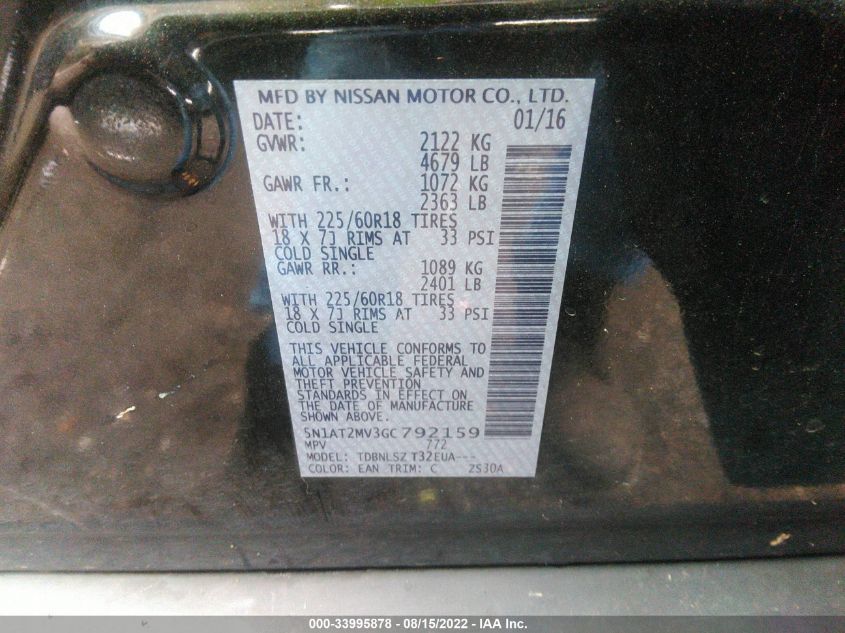 MFD BY NISSAN MOTOR CO., LTD.
DATE: 01/16
GVWR: 2122 KG
4679 LB
GAWR FR.: 1072 KG
2363 LB
WITH 225/60R18 TIRES
18 X 7J RIMS AT 33 PSI
COLD SINGLE
GAWR RR.: 1089 KG
2401 LB
WITH 225/60R18 TIRES
18 X 7J RIMS AT 33 PSI
COLD SINGLE
THIS VEHICLE CONFORMS TO
ALL APPLICABLE FEDERAL
MOTOR VEHICLE SAFETY AND
THEFT PREVENTION
STANDARDS IN EFFECT ON
THE DATE OF MANUFACTURE
SHOWN ABOVE.
5N1AT2MV3GC792159
MPV 772
MODEL: TDBNLSZ T32EUA---
COLOR: EAN TRIM: C ZS30A
000-33995878 - 08/15/2022 - IAA Inc.